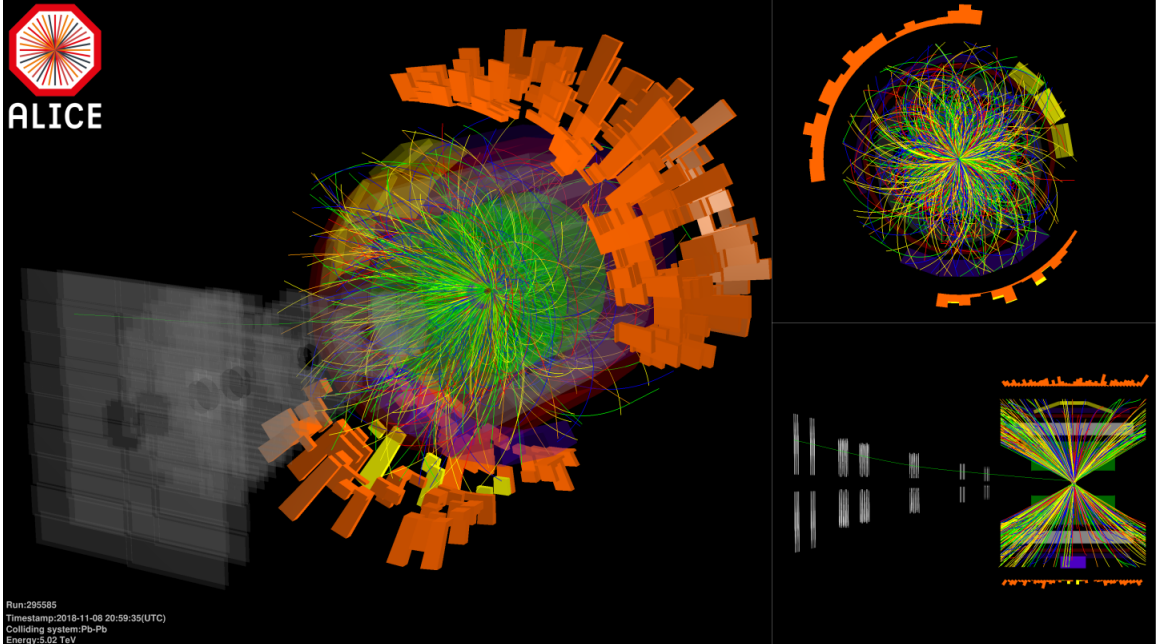 ALICE
Run:295585
Timestamp:2018-11-08 20:59:35(UTC)
Colliding system:Pb-Pb
Energy:5.02 TeV